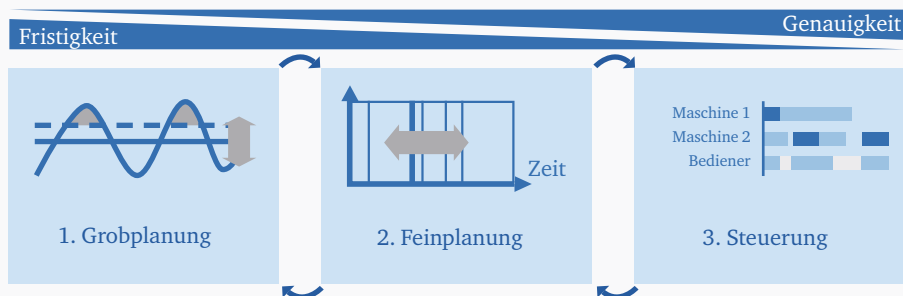 Genauigkeit
Fristigkeit
Maschine 1
Maschine 2
Bediener
Zeit
1. Grobplanung
2. Feinplanung
3. Steuerung